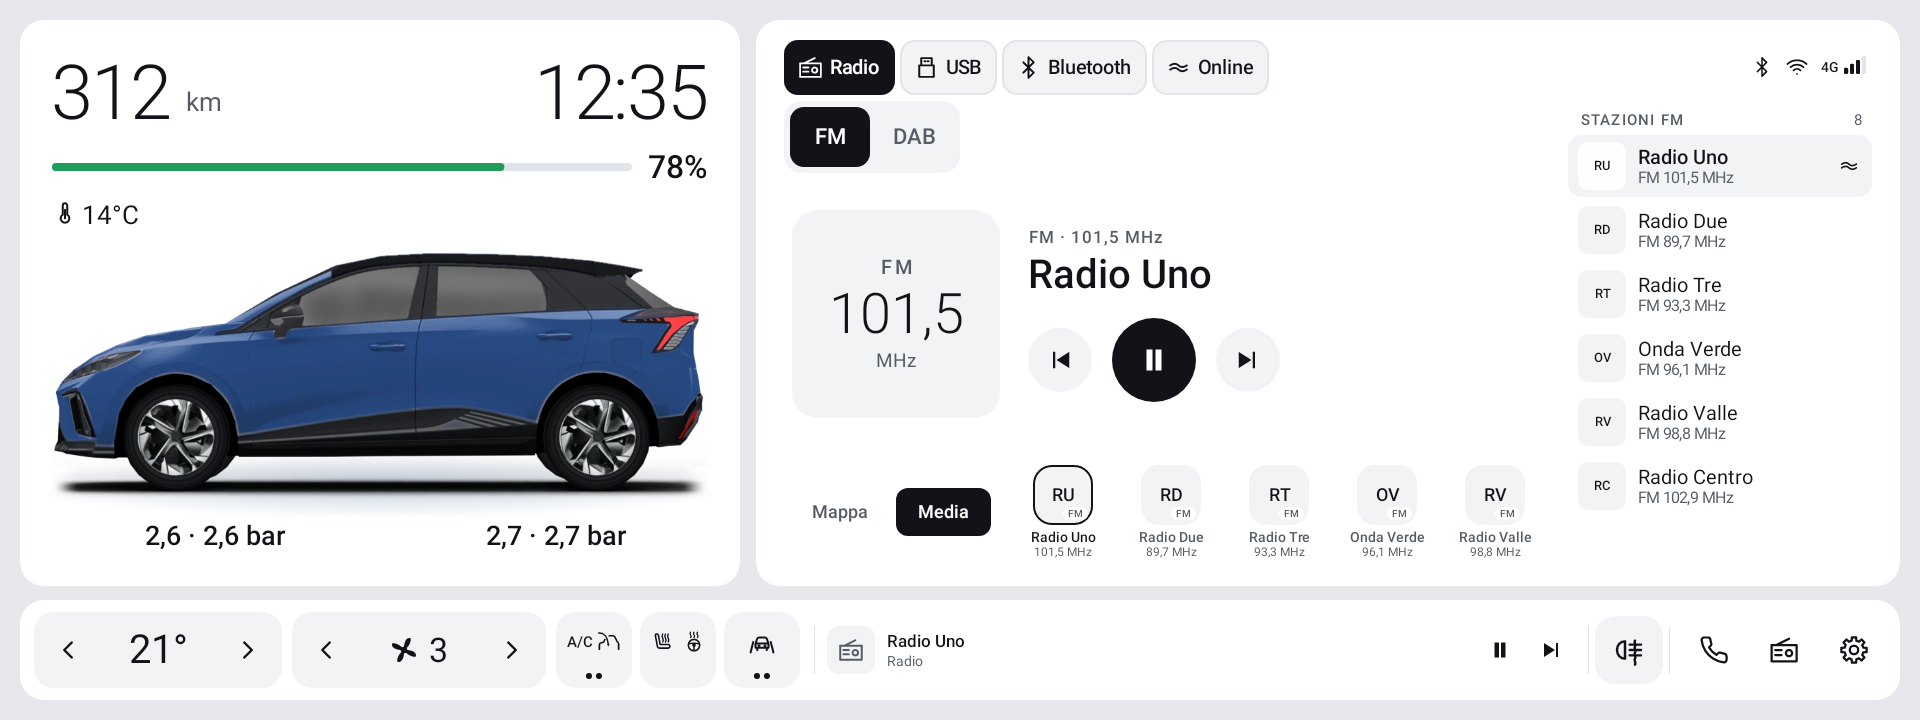 312 km
12:35
78%
14°C
2,6 · 2,6 bar
2,7 · 2,7 bar
Radio
USB
Bluetooth
Online
4G
FM
DAB
FM
101,5
MHz
FM · 101,5 MHz
Radio Uno
STAZIONI FM 8
RU
Radio Uno
FM 101,5 MHz
RD
Radio Due
FM 89,7 MHz
RT
Radio Tre
FM 93,3 MHz
OV
Onda Verde
FM 96,1 MHz
RV
Radio Valle
FM 98,8 MHz
RC
Radio Centro
FM 102,9 MHz
Mappa
Media
RU
FM
Radio Uno
101,5 MHz
RD
FM
Radio Due
89,7 MHz
RT
FM
Radio Tre
93,3 MHz
OV
FM
Onda Verde
96,1 MHz
RV
FM
Radio Valle
98,8 MHz
21°
3
A/C
Radio Uno
Radio